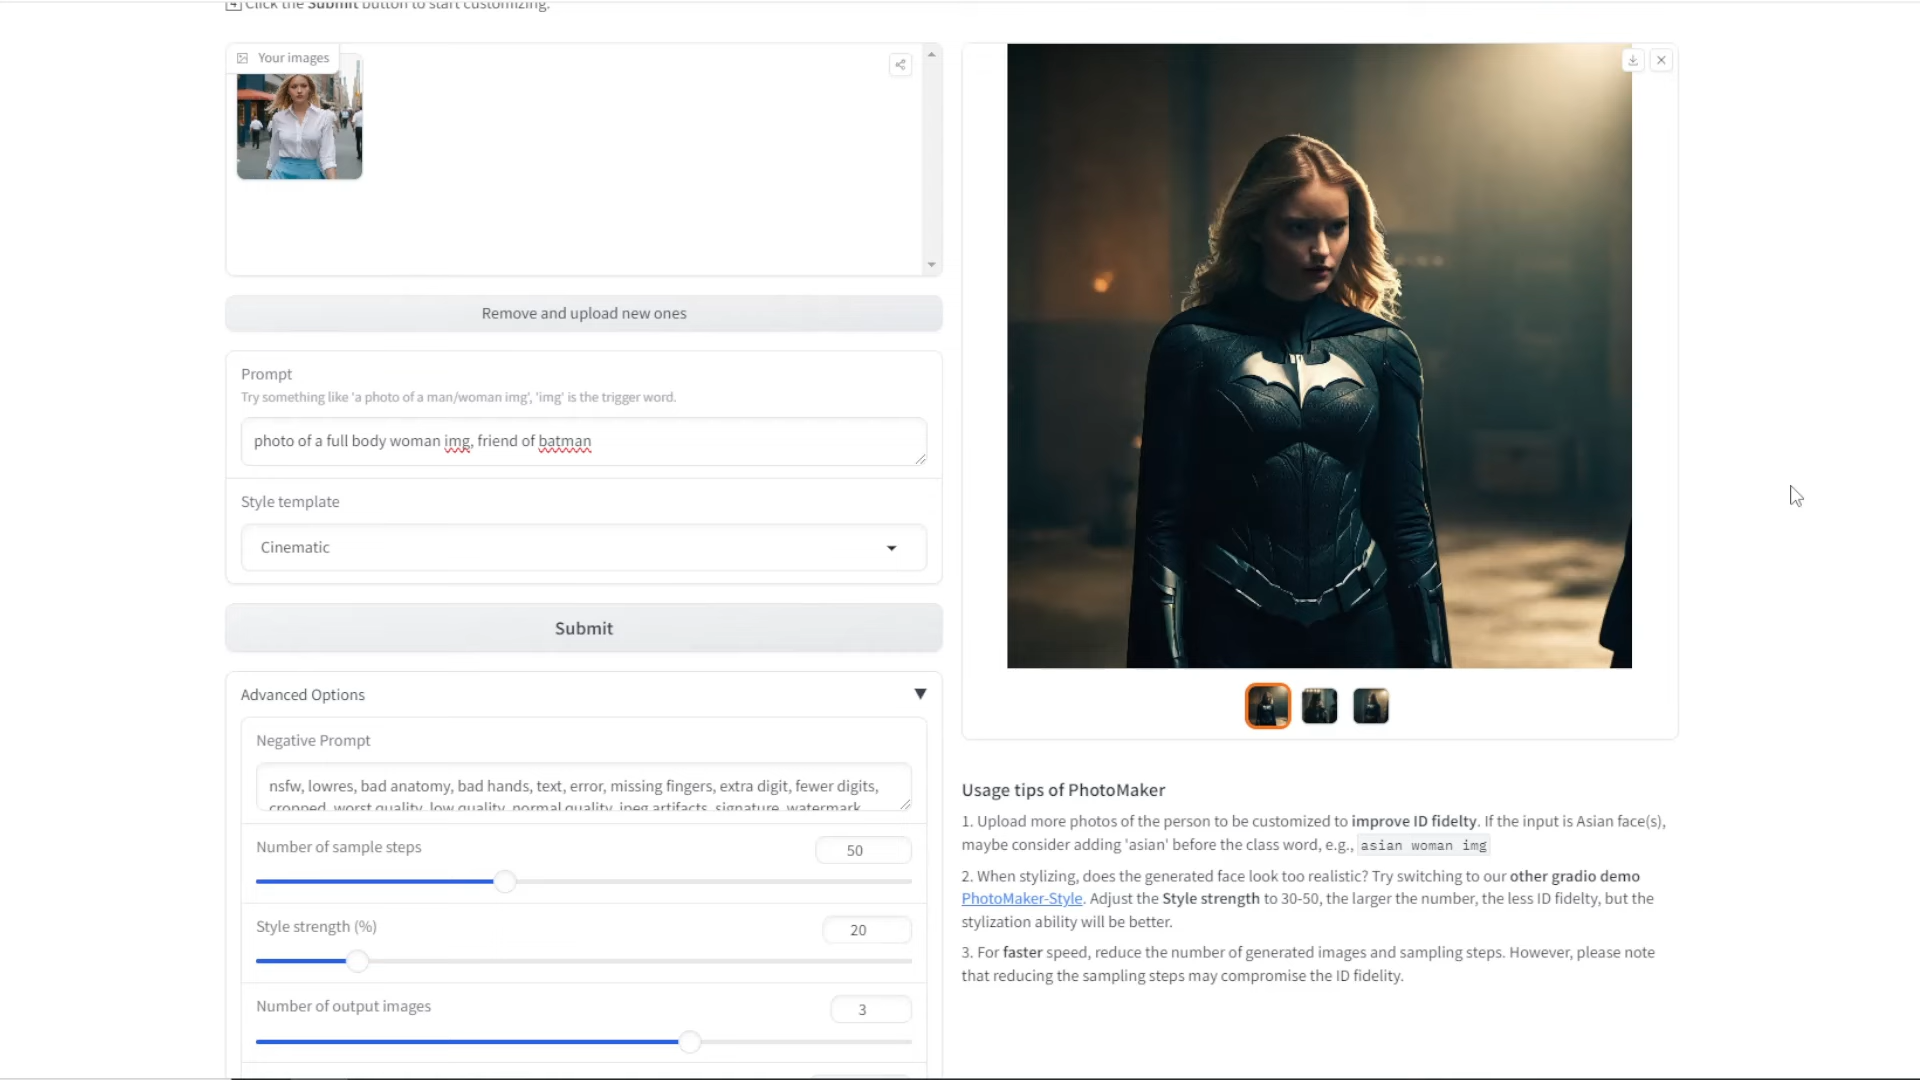 4 Click the Submit button to start customizing.
Your images
Remove and upload new ones
Prompt
Try something like 'a photo of a man/woman img', 'img' is the trigger word.
photo of a full body woman img, friend of batman
Style template
Cinematic
Submit
Advanced Options
Negative Prompt
nsfw, lowres, bad anatomy, bad hands, text, error, missing fingers, extra digit, fewer digits,
cropped, worst quality, low quality, normal quality, jpeg artifacts, signature, watermark,
Number of sample steps
50
Style strength (%)
20
Number of output images
3
Usage tips of PhotoMaker
1. Upload more photos of the person to be customized to improve ID fidelty. If the input is Asian face(s),
maybe consider adding 'asian' before the class word, e.g., asian woman img
2. When stylizing, does the generated face look too realistic? Try switching to our other gradio demo
PhotoMaker-Style. Adjust the Style strength to 30-50, the larger the number, the less ID fidelty, but the
stylization ability will be better.
3. For faster speed, reduce the number of generated images and sampling steps. However, please note
that reducing the sampling steps may compromise the ID fidelity.